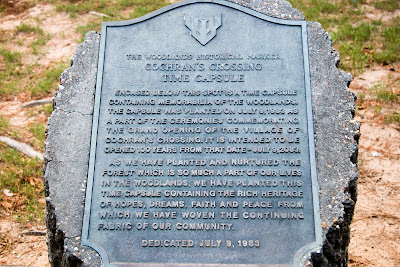 THE WOODLANDS HISTORICAL MARKER
COCHRAN'S CROSSING
TIME CAPSULE
ENCASED BELOW THIS SPOT IS A TIME CAPSULE
CONTAINING MEMORABILIA OF THE WOODLANDS.
THE CAPSULE WAS PLANTED ON JULY 9, 1983 AS
A PART OF THE CEREMONIES COMMEMORATING
THE GRAND OPENING OF THE VILLAGE OF
COCHRAN'S CROSSING. IT IS INTENDED TO BE
OPENED 100 YEARS FROM THAT DATE-JULY 9, 2083.
AS WE HAVE PLANTED AND NURTURED THE
FOREST WHICH IS SO MUCH A PART OF OUR LIVES
IN THE WOODLANDS, WE HAVE PLANTED THIS
TIME CAPSULE CONTAINING THE RICH HERITAGE
OF HOPES, DREAMS, FAITH AND PEACE FROM
WHICH WE HAVE WOVEN THE CONTINUING
FABRIC OF OUR COMMUNITY.
DEDICATED JULY 9, 1983